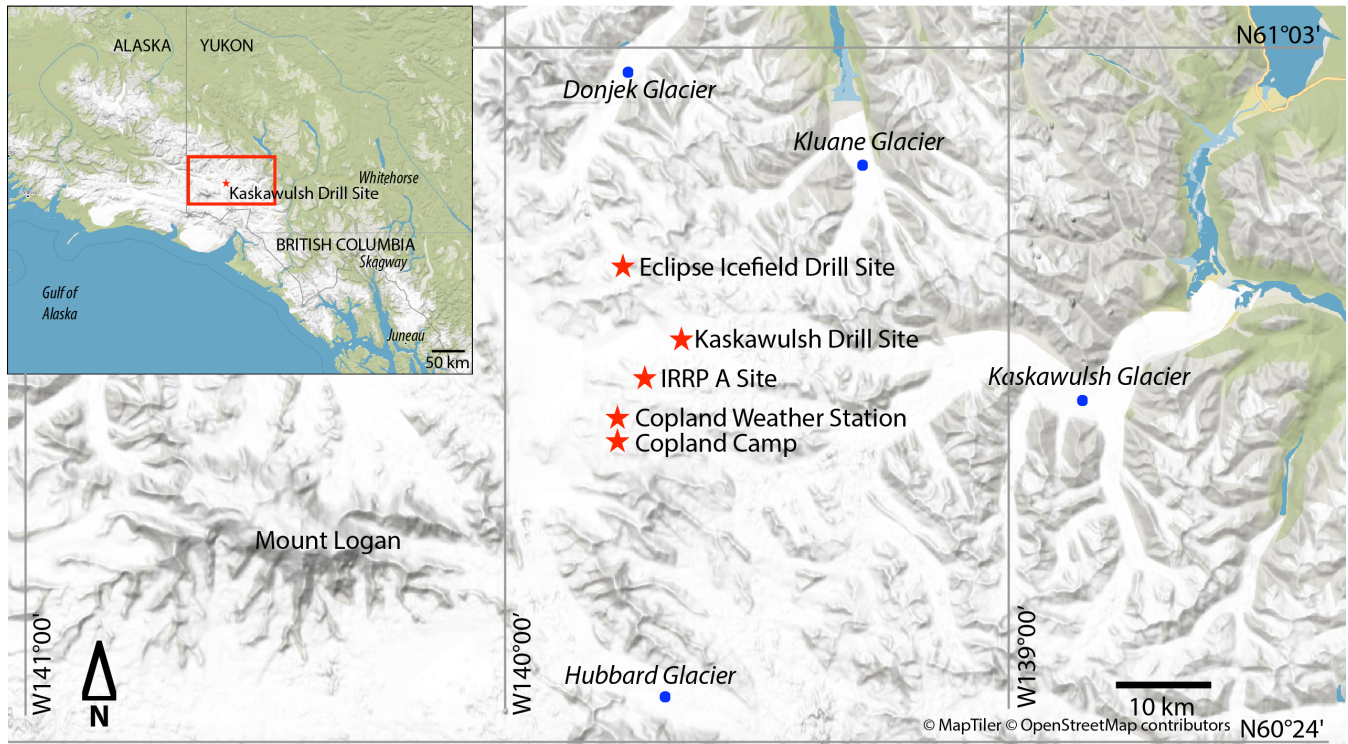 ALASKA
YUKON
Whitehorse
Kaskawulsh Drill Site
BRITISH COLUMBIA
Skagway
Gulf of
Alaska
Juneau
50 km
N61°03'
Donjek Glacier
Kluane Glacier
Eclipse Icefield Drill Site
Kaskawulsh Drill Site
IRRP A Site
Kaskawulsh Glacier
Copland Weather Station
Copland Camp
Mount Logan
W141°00'
W140°00'
W139°00'
Hubbard Glacier
N
10 km
© MapTiler © OpenStreetMap contributors
N60°24'